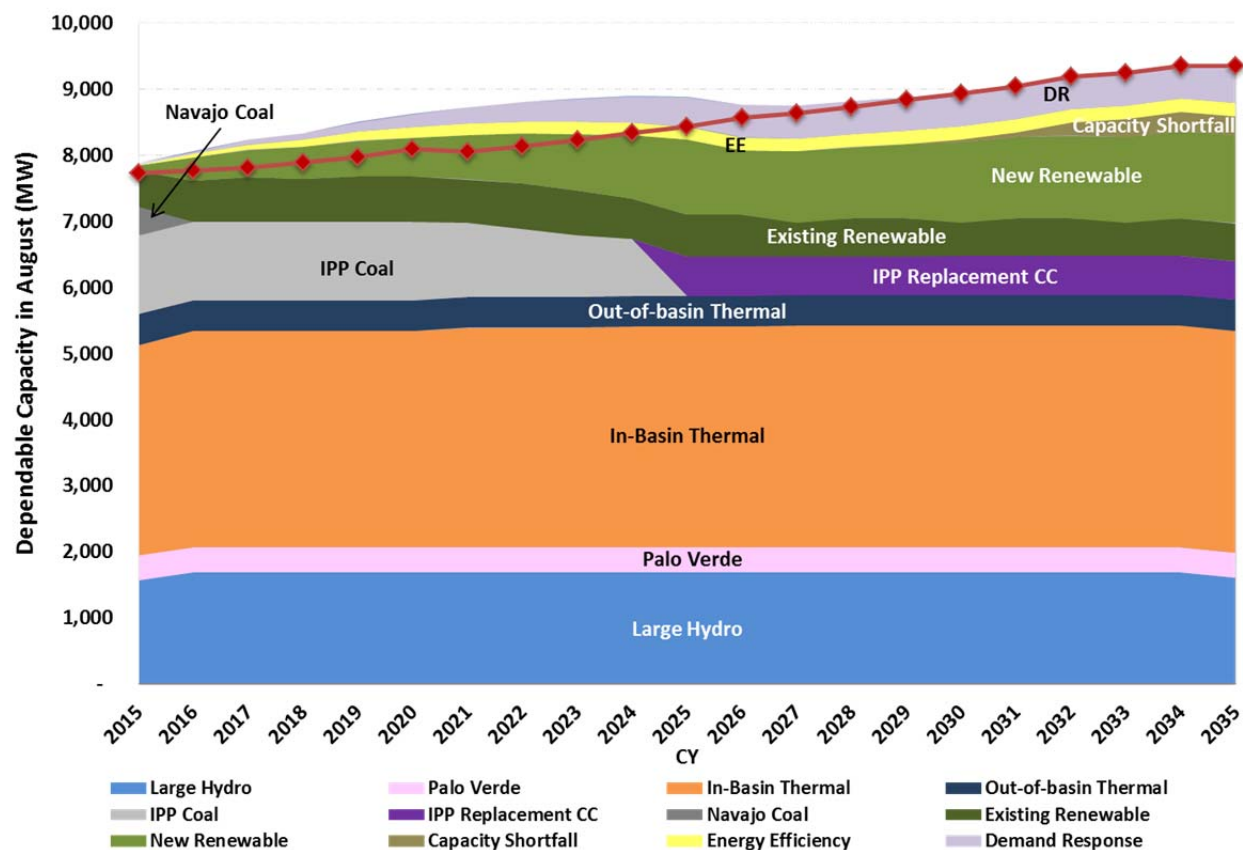 10,000
9,000
8,000
7,000
6,000
5,000
4,000
3,000
2,000
1,000
-
Dependable Capacity in August (MW)
Navajo Coal
DR
EE
Capacity Shortfall
New Renewable
Existing Renewable
IPP Coal
IPP Replacement CC
Out-of-basin Thermal
In-Basin Thermal
Palo Verde
Large Hydro
2015 2016 2017 2018 2019 2020 2021 2022 2023 2024 2025 2026 2027 2028 2029 2030 2031 2032 2033 2034 2035
CY
Large Hydro Palo Verde In-Basin Thermal Out-of-basin Thermal
IPP Coal IPP Replacement CC Navajo Coal Existing Renewable
New Renewable Capacity Shortfall Energy Efficiency Demand Response